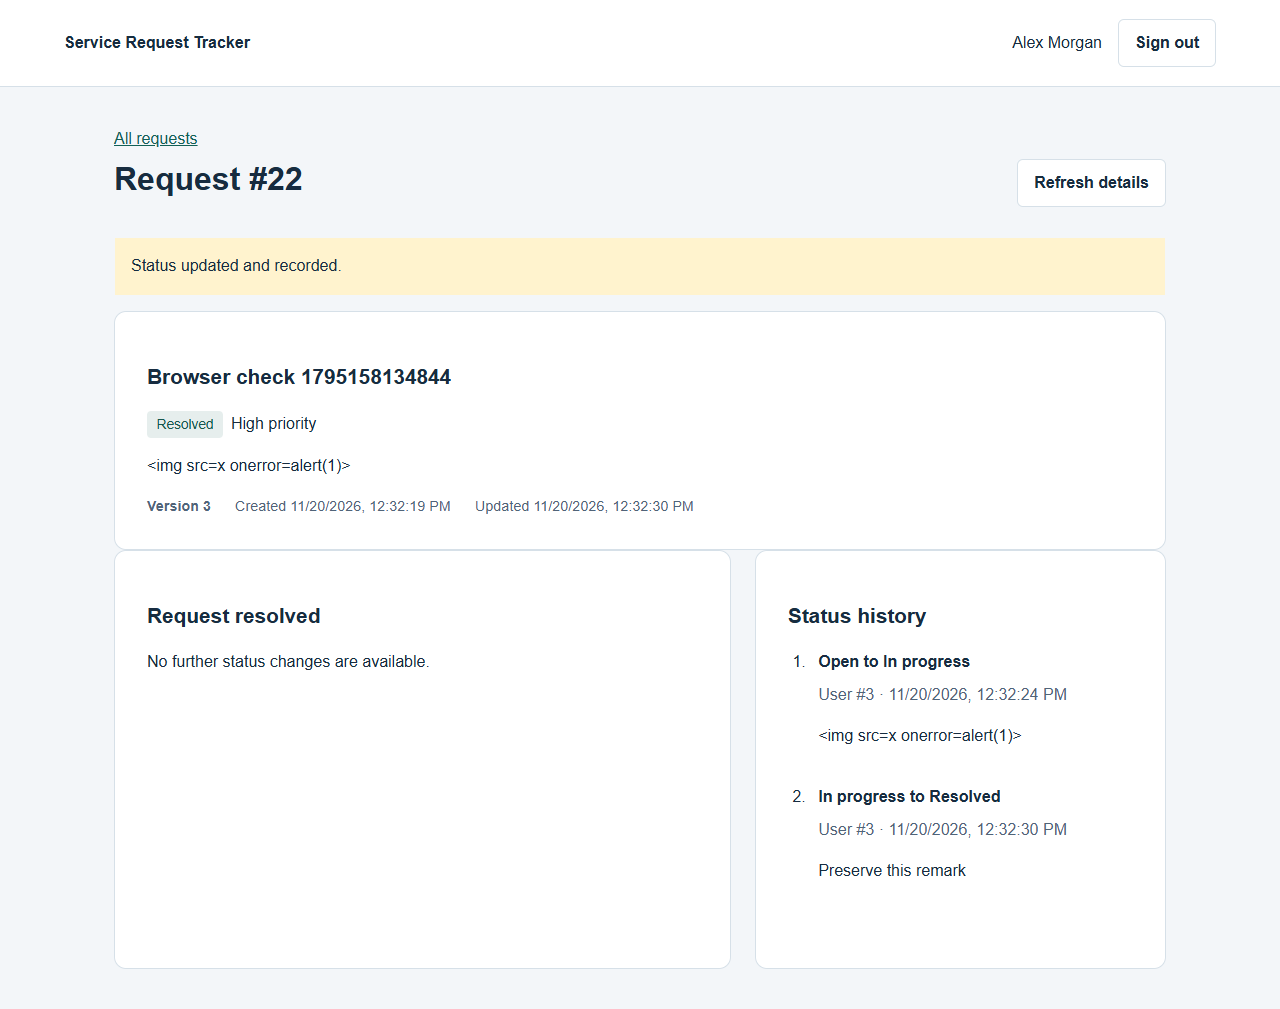 Service Request Tracker
Alex Morgan
Sign out
All requests
Request #22
Refresh details
Status updated and recorded.
Browser check 1795158134844
Resolved High priority
<img src=x onerror=alert(1)>
Version 3 Created 11/20/2026, 12:32:19 PM Updated 11/20/2026, 12:32:30 PM
Request resolved
No further status changes are available.
Status history
1. Open to In progress
User #3 · 11/20/2026, 12:32:24 PM
<img src=x onerror=alert(1)>
2. In progress to Resolved
User #3 · 11/20/2026, 12:32:30 PM
Preserve this remark